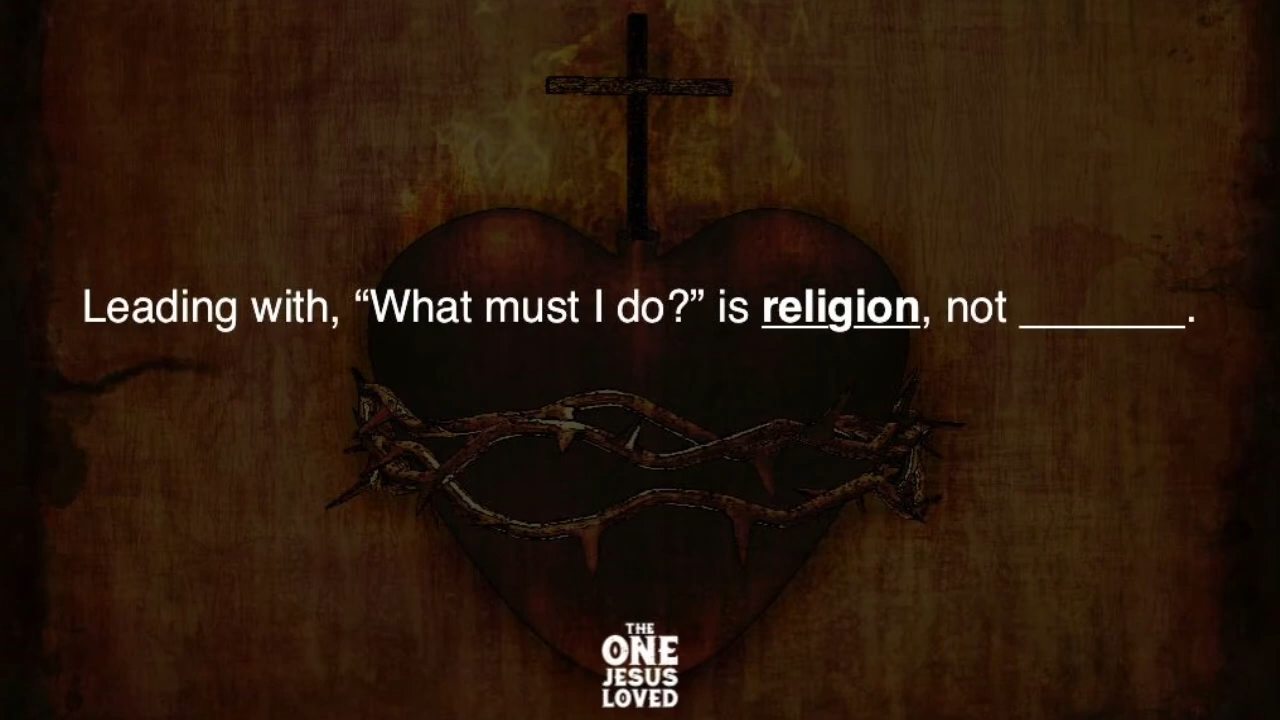 Leading with, “What must I do?” is religion, not _______.
THE
ONE
JESUS
LOVED